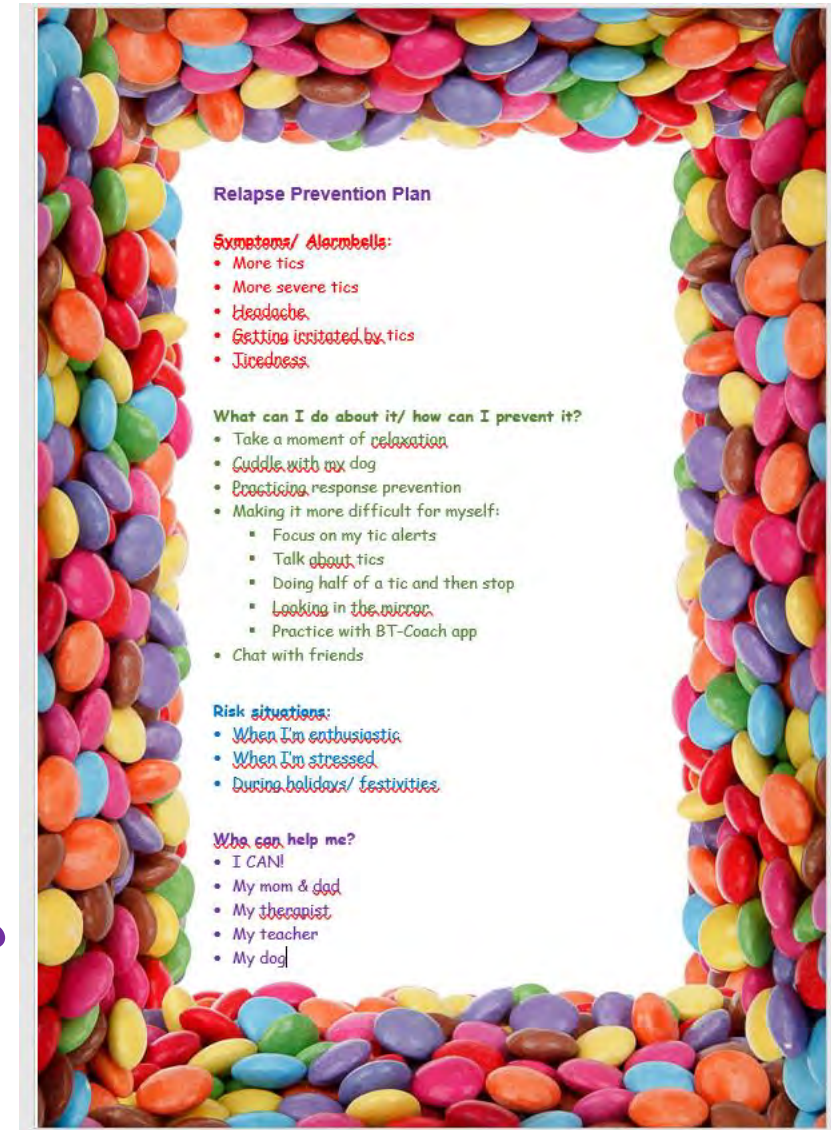 Relapse Prevention Plan
Symptoms/ Alarmbells:
• More tics
• More severe tics
• Headache
• Getting irritated by tics
• Tiredness
What can I do about it/ how can I prevent it?
• Take a moment of relaxation
• Cuddle with my dog
• Practicing response prevention
• Making it more difficult for myself:
▪ Focus on my tic alerts
▪ Talk about tics
▪ Doing half of a tic and then stop
▪ Looking in the mirror
▪ Practice with BT-Coach app
• Chat with friends
Risk situations:
• When I'm enthusiastic
• When I'm stressed
• During holidays/ festivities
Who can help me?
• I CAN!
• My mom & dad
• My therapist
• My teacher
• My dog